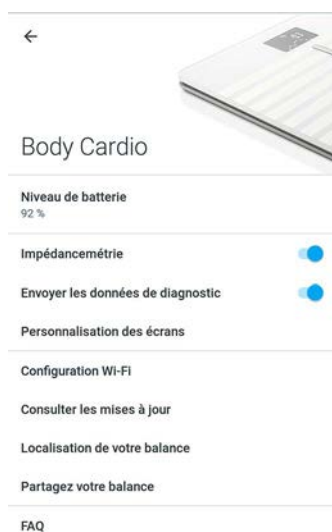 Body Cardio
Niveau de batterie
92 %
Impédancemétrie
Envoyer les données de diagnostic
Personnalisation des écrans
Configuration Wi-Fi
Consulter les mises à jour
Localisation de votre balance
Partagez votre balance
FAQ